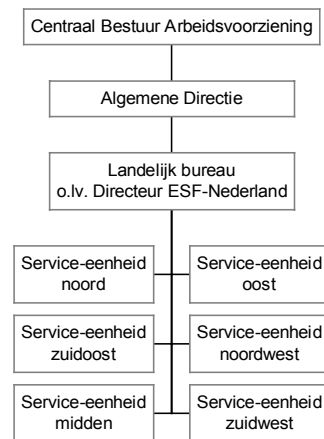 Centraal Bestuur Arbeidsvoorziening
Algemene Directie
Landelijk bureau
o.lv. Directeur ESF-Nederland
Service-eenheid
noord
Service-eenheid
oost
Service-eenheid
zuidoost
Service-eenheid
noordwest
Service-eenheid
midden
Service-eenheid
zuidwest